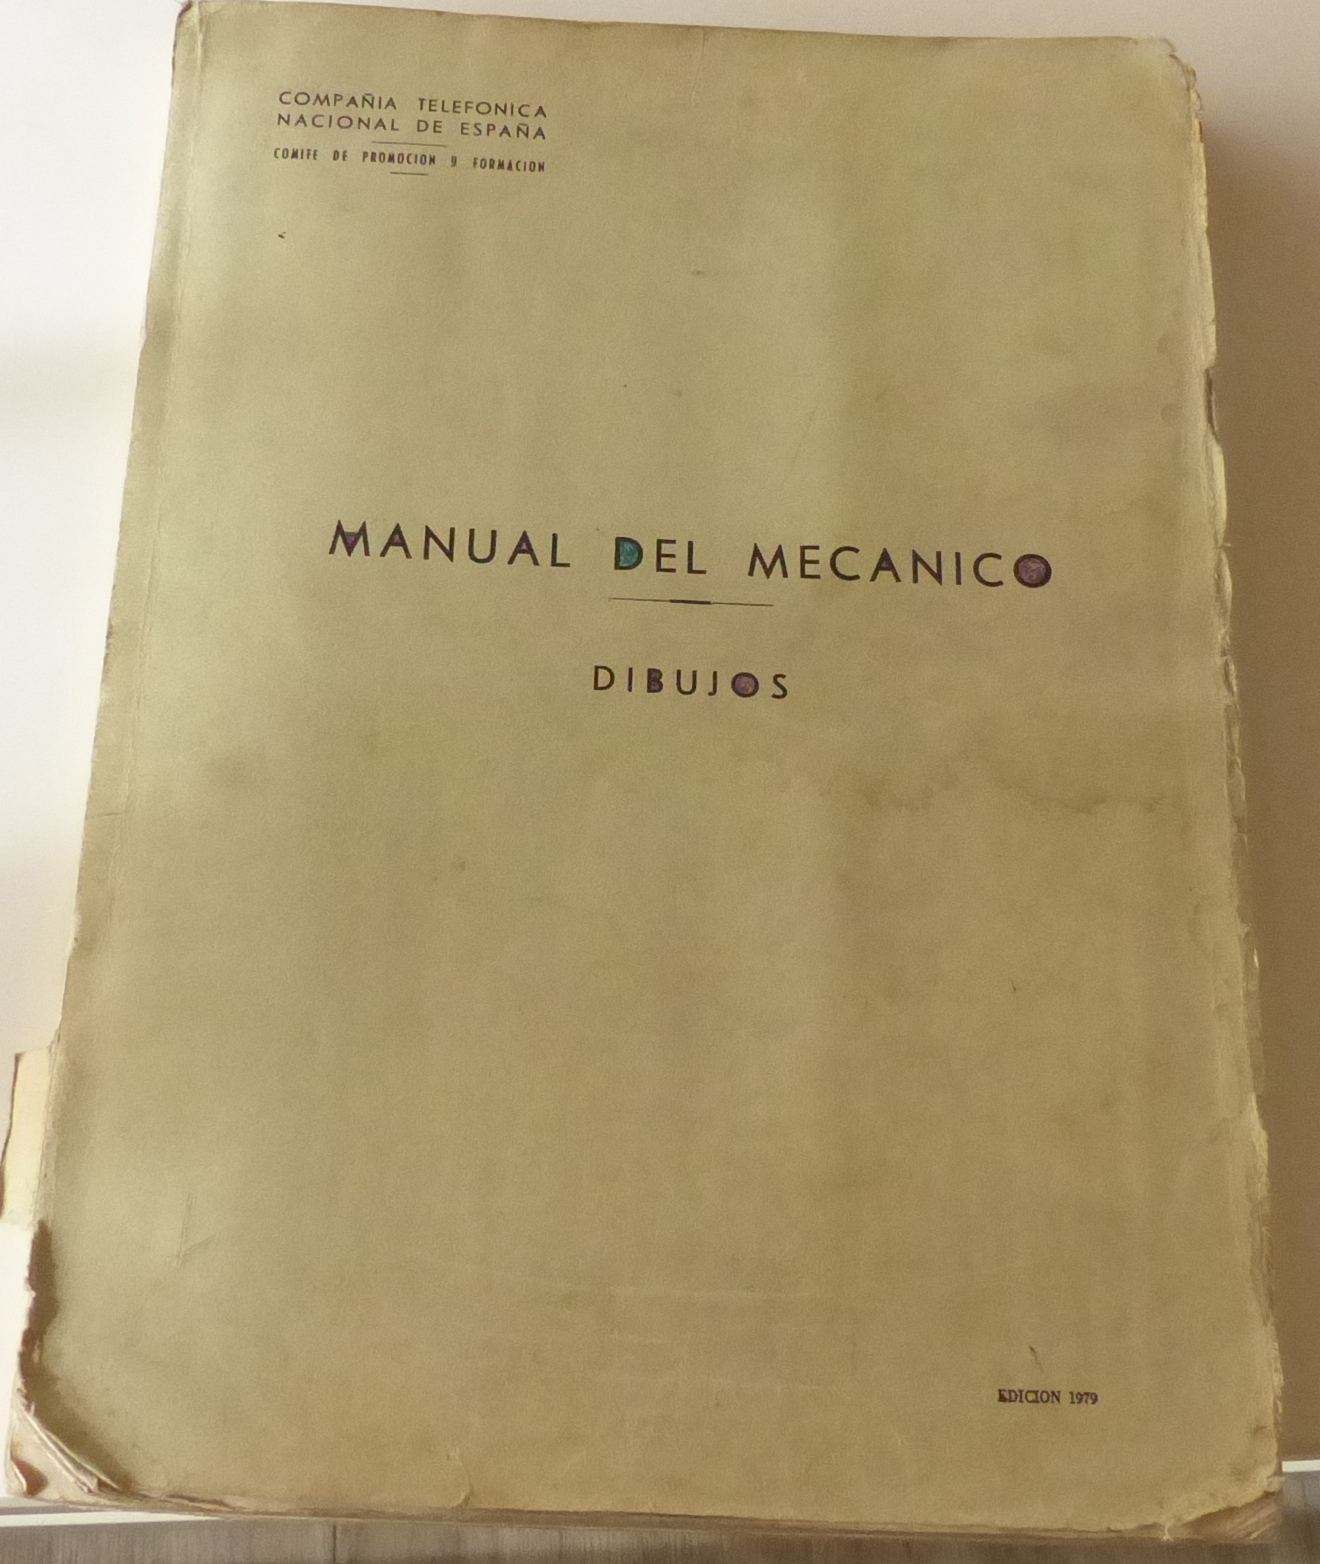 COMPAÑIA TELEFONICA
NACIONAL DE ESPAÑA
COMITE DE PROMOCION y FORMACION
MANUAL DEL MECANICO
DIBUJOS
EDICION 1979